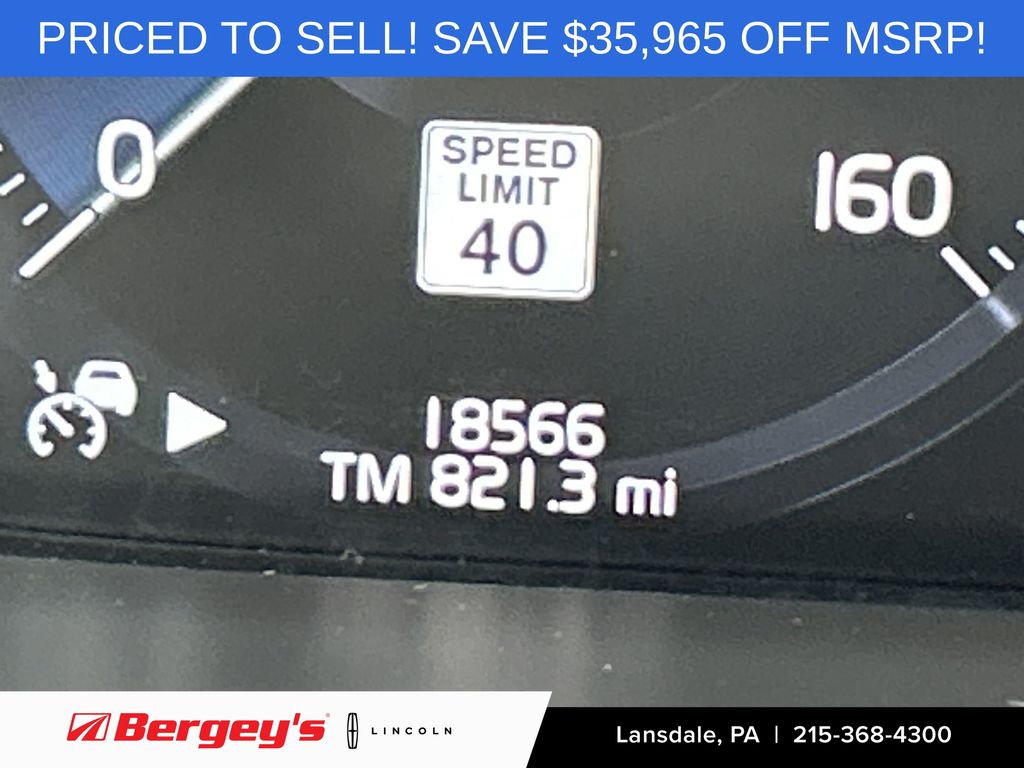 PRICED TO SELL! SAVE $35,965 OFF MSRP!
0
SPEED
LIMIT
40
160
18566
TM 821.3 mi
Bergey's LINCOLN
Lansdale, PA | 215-368-4300